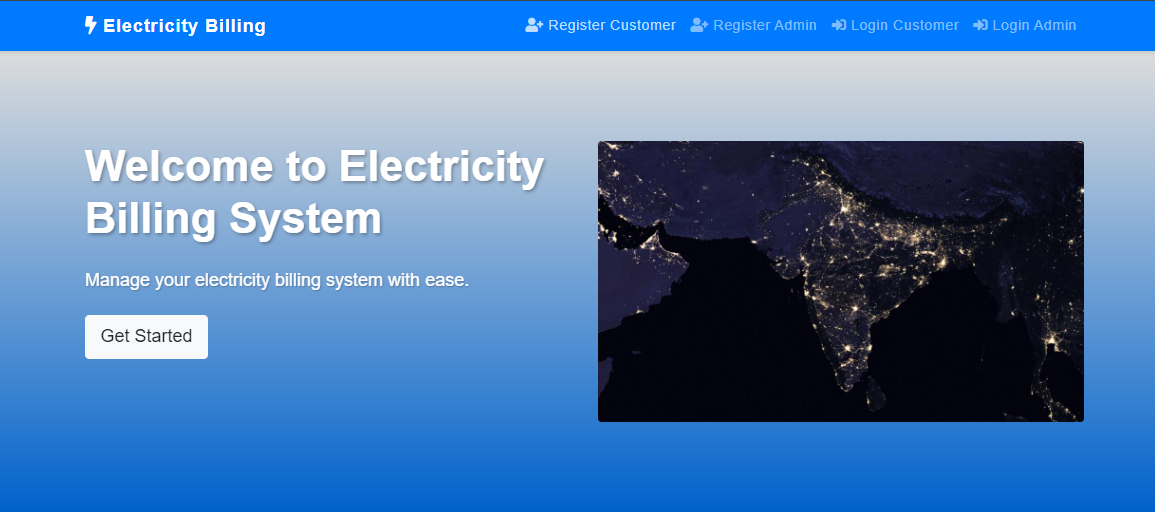 Electricity Billing
Register Customer
Register Admin
Login Customer
Login Admin
Welcome to Electricity
Billing System
Manage your electricity billing system with ease.
Get Started